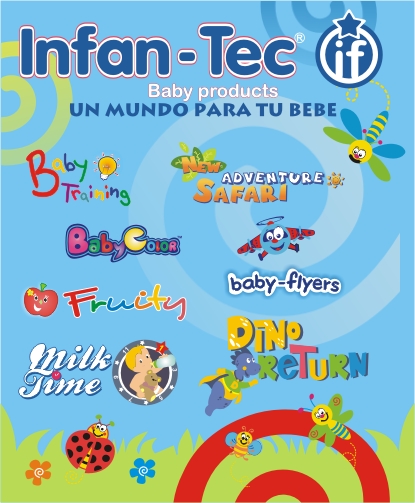 Infan-Tec®
if
Baby products
UN MUNDO PARA TU BEBE
Baby
Training
NEW
ADVENTURE
SAFARI
BabyColor™
baby-flyers
Fruity
Milk
Time
DiNO
RETURN